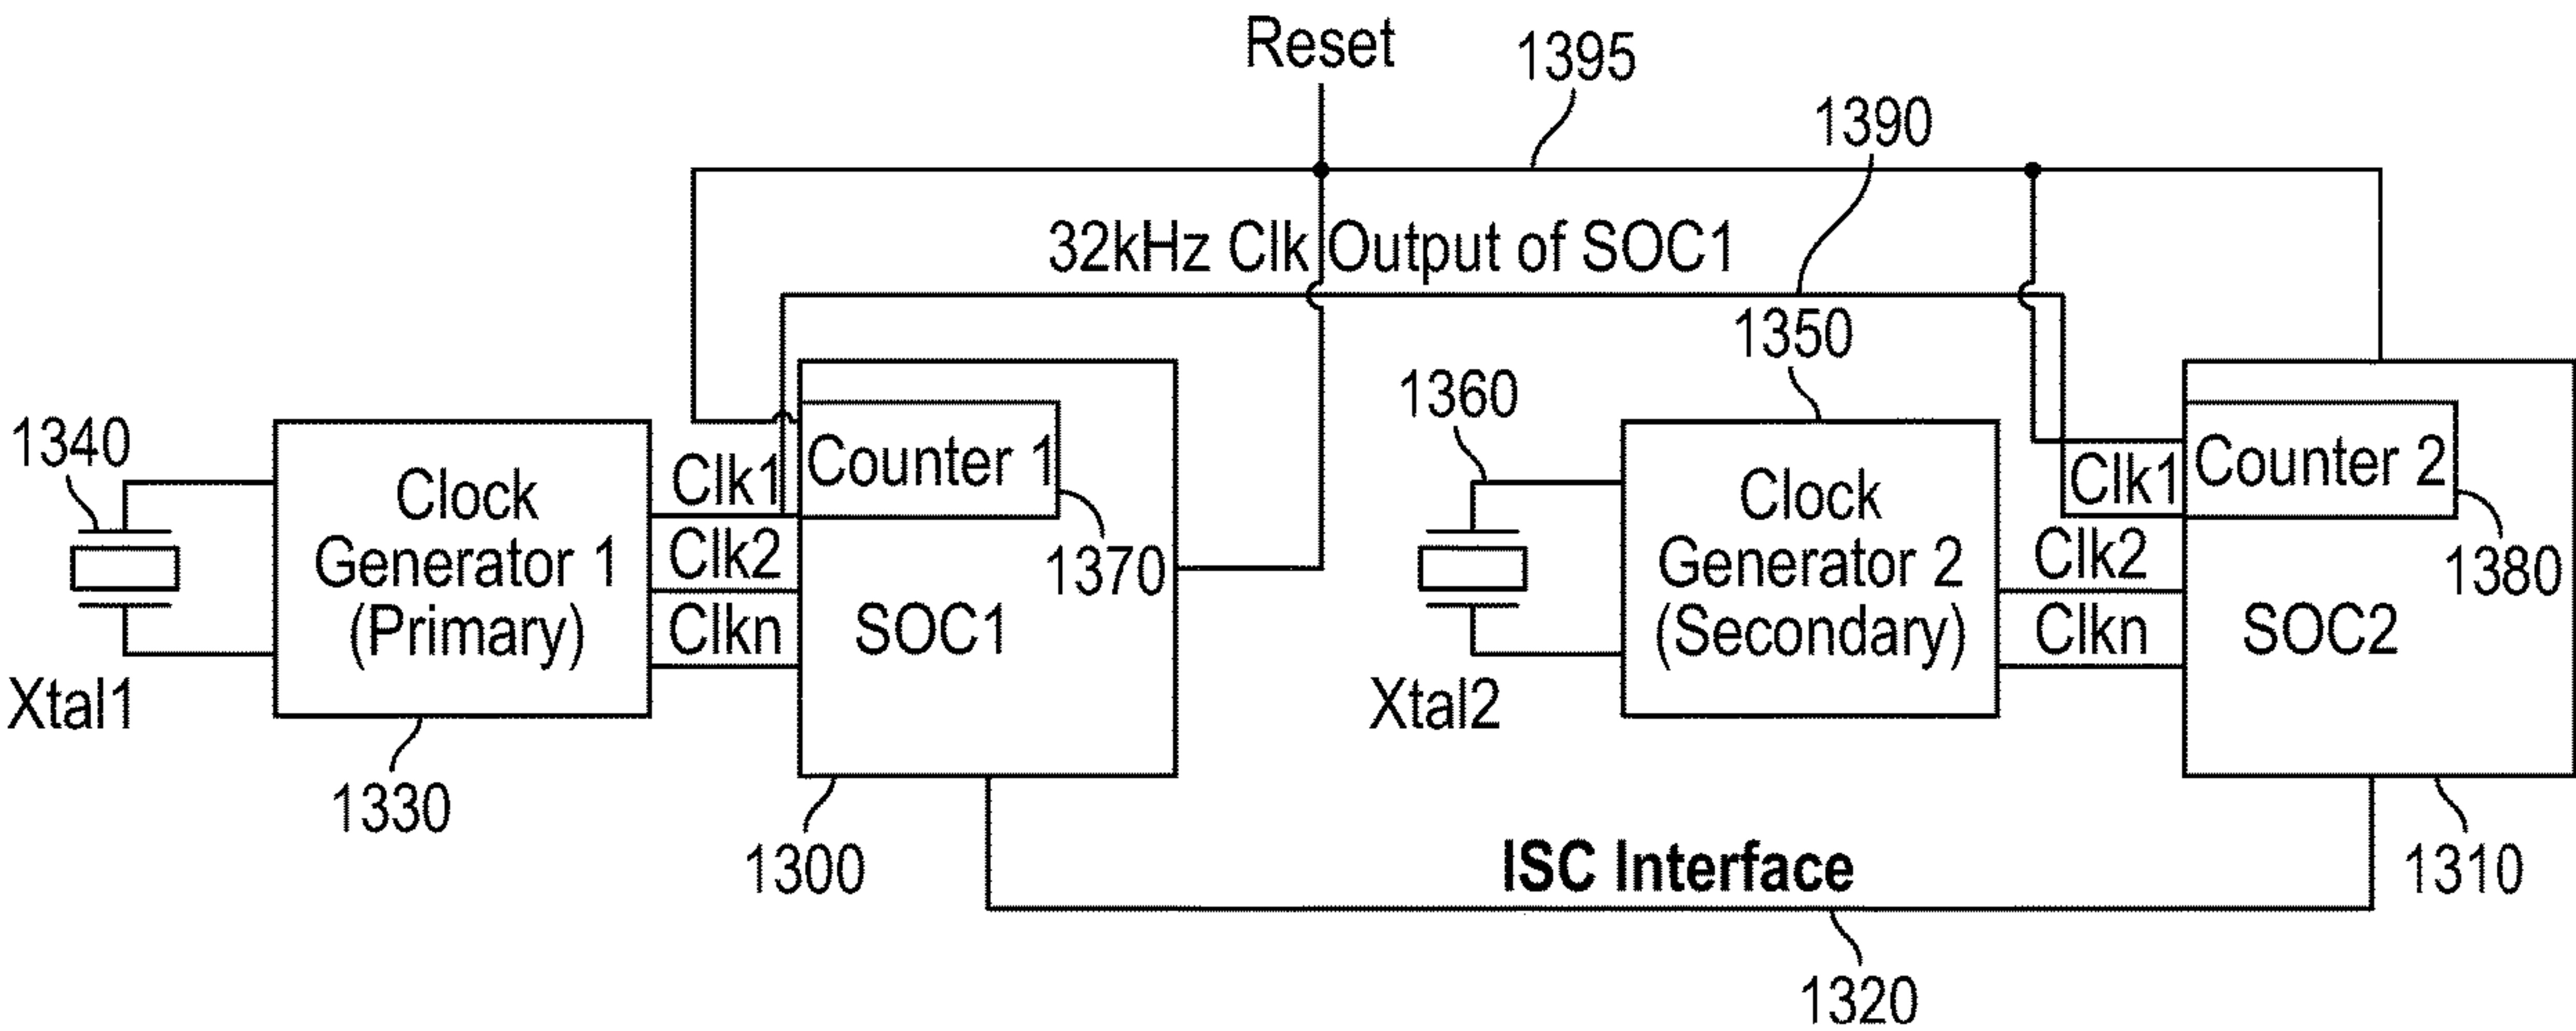 Reset
1395
1390
32kHz Clk Output of SOC1
1350
1360
1340
Clock
Generator 1
(Primary)
Xtal1
1330
Clk1
Clk2
Clkn
Counter 1
1370
SOC1
1300
Clock
Generator 2
(Secondary)
Xtal2
Clk1
Clk2
Clkn
Counter 2
1380
SOC2
1310
ISC Interface
1320